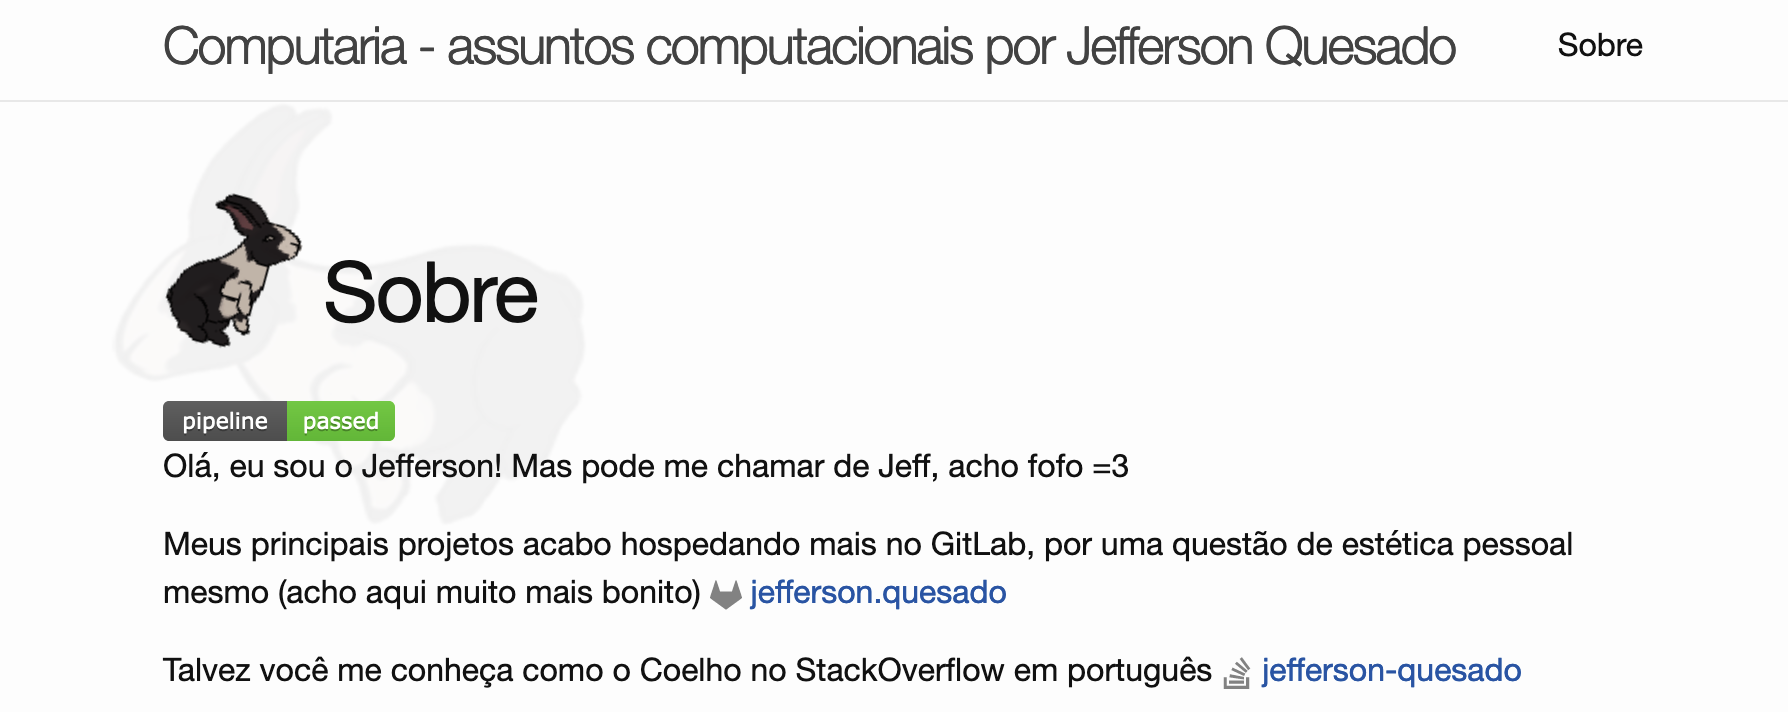 Computaria - assuntos computacionais por Jefferson Quesado
Sobre
Sobre
pipeline passed
Olá, eu sou o Jefferson! Mas pode me chamar de Jeff, acho fofo =3
Meus principais projetos acabo hospedando mais no GitLab, por uma questão de estética pessoal
mesmo (acho aqui muito mais bonito) jefferson.quesado
Talvez você me conheça como o Coelho no StackOverflow em português jefferson-quesado